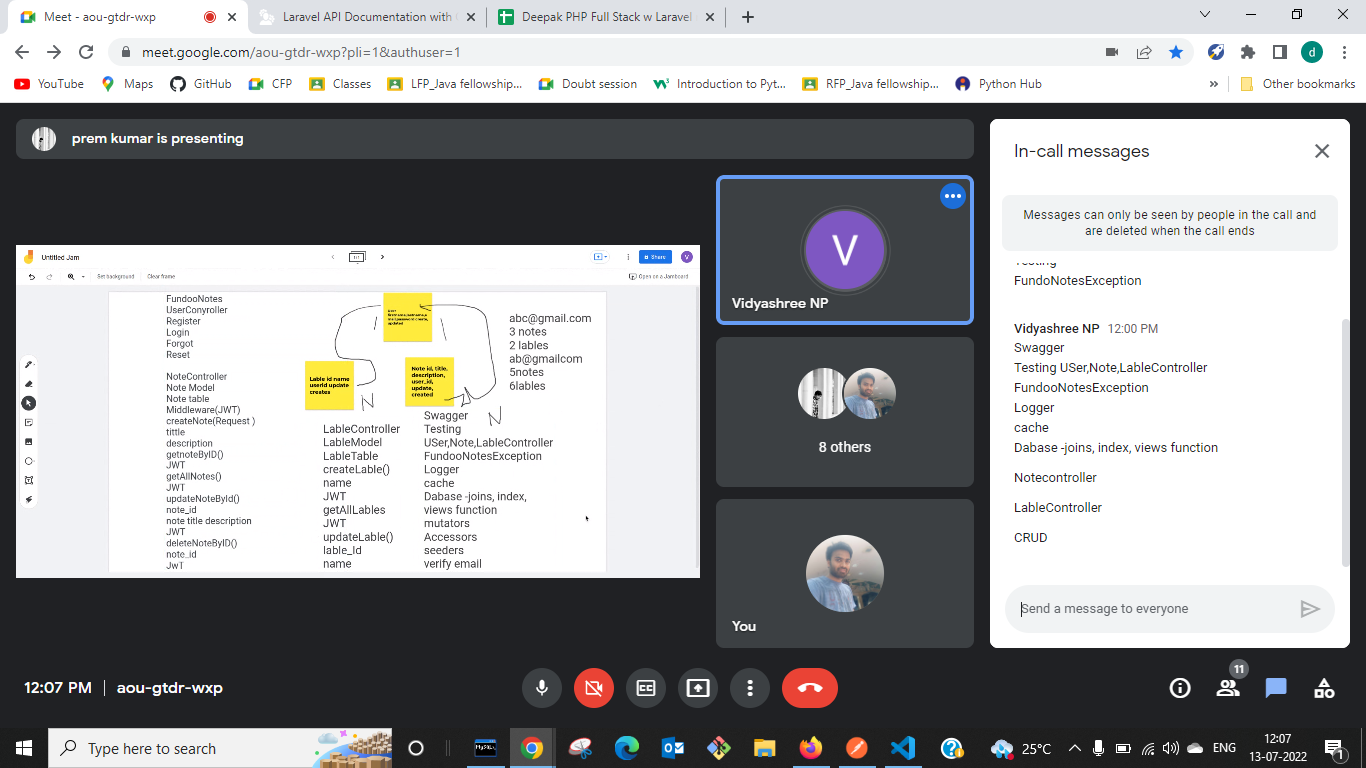 Meet - aou-gtdr-wxp
Laravel API Documentation with
Deepak PHP Full Stack w Laravel
meet.google.com/aou-gtdr-wxp?pli=1&authuser=1
d
YouTube
Maps
GitHub
CFP
Classes
LFP_Java fellowship...
Doubt session
Introduction to Pyt...
RFP_Java fellowship...
Python Hub
Other bookmarks
prem kumar is presenting
Untitled Jam
1/1
Share
V
Set background
Clear frame
Open on a Jamboard
FundooNotes
UserConyroller
Register
Login
Forgot
Reset
NoteController
Note Model
Note table
Middleware(JWT)
createNote(Request )
tittle
description
getnoteByID()
JWT
getAllNotes()
JWT
updateNoteById()
note_id
note title description
JWT
deleteNoteByID()
note_id
JwT
Lable id name
userid update
creates
N
Note id, title,
description,
user_id,
update,
created
N
abc@gmail.com
3 notes
2 lables
ab@gmailcom
5notes
6lables
LableController
LableModel
LableTable
createLable()
name
JWT
getAllLables
JWT
updateLable()
lable_Id
name
Swagger
Testing
USer,Note,LableController
FundooNotesException
Logger
cache
Dabase -joins, index,
views function
mutators
Accessors
seeders
verify email
V
Vidyashree NP
8 others
You
In-call messages
Messages can only be seen by people in the call and
are deleted when the call ends
Testing
FundoNotesException
Vidyashree NP 12:00 PM
Swagger
Testing USer,Note,LableController
FundooNotesException
Logger
cache
Dabase -joins, index, views function
Notecontroller
LableController
CRUD
Send a message to everyone
12:07 PM
aou-gtdr-wxp
11
Type here to search
MySQL
25°C
ENG
12:07
13-07-2022
1